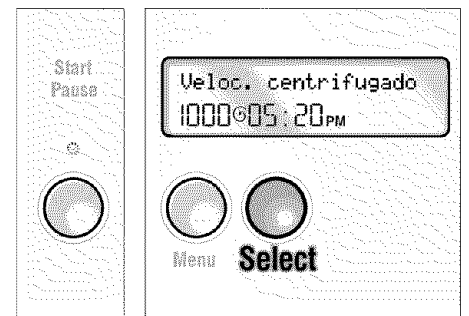 Start
Pause
Veloc. centrifugado
1000 05:20PM
Menu Select